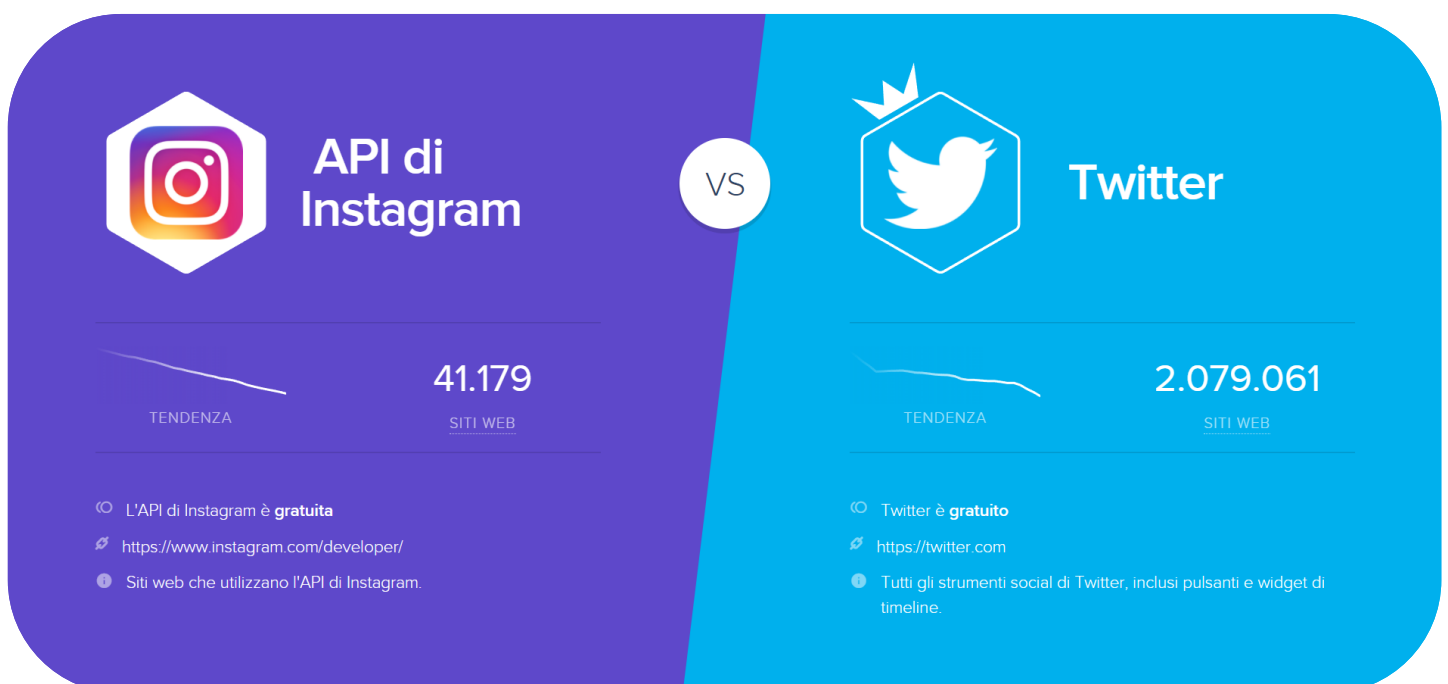 API di
Instagram
VS
Twitter
TENDENZA
41.179
SITI WEB
TENDENZA
2.079.061
SITI WEB
L'API di Instagram è gratuita
https://www.instagram.com/developer/
Siti web che utilizzano l'API di Instagram.
Twitter è gratuito
https://twitter.com
Tutti gli strumenti social di Twitter, inclusi pulsanti e widget di
timeline.